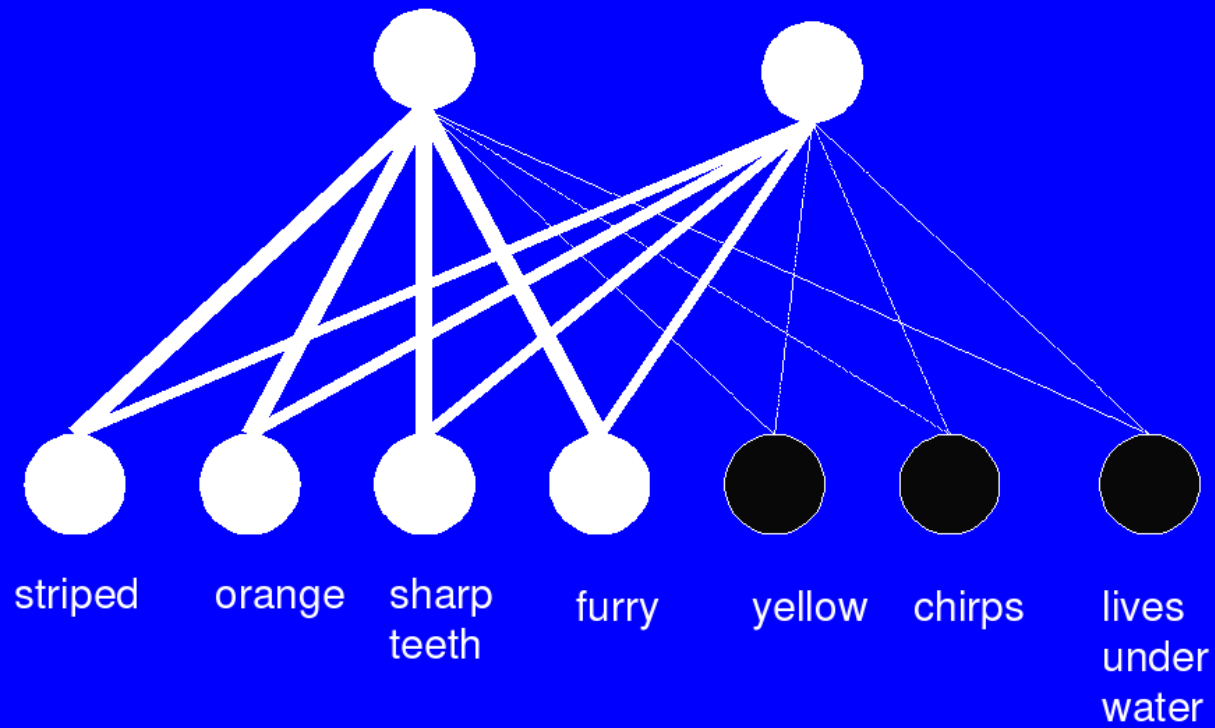 striped
orange
sharp
teeth
furry
yellow
chirps
lives
under
water